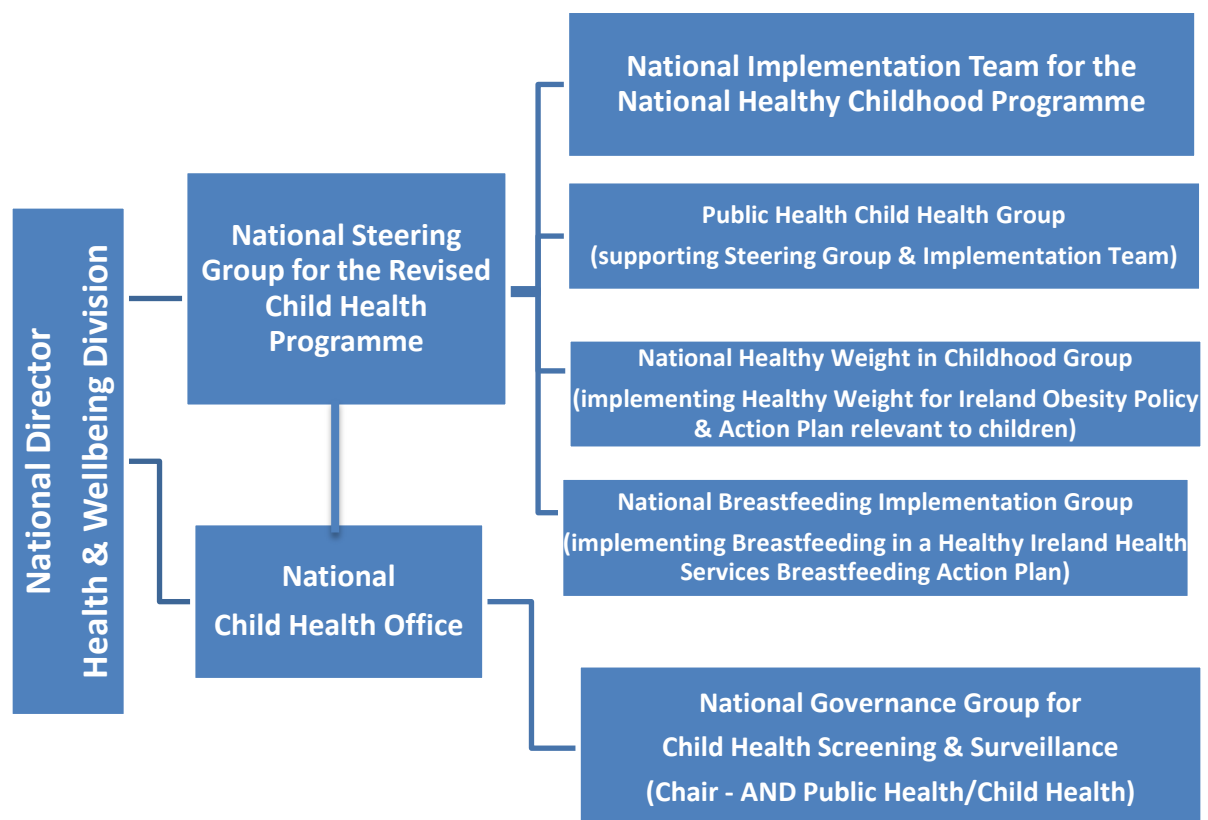 National Director
Health & Wellbeing Division
National Steering
Group for the Revised
Child Health
Programme
National
Child Health Office
National Implementation Team for the
National Healthy Childhood Programme
Public Health Child Health Group
(supporting Steering Group & Implementation Team)
National Healthy Weight in Childhood Group
(implementing Healthy Weight for Ireland Obesity Policy
& Action Plan relevant to children)
National Breastfeeding Implementation Group
(implementing Breastfeeding in a Healthy Ireland Health
Services Breastfeeding Action Plan)
National Governance Group for
Child Health Screening & Surveillance
(Chair - AND Public Health/Child Health)